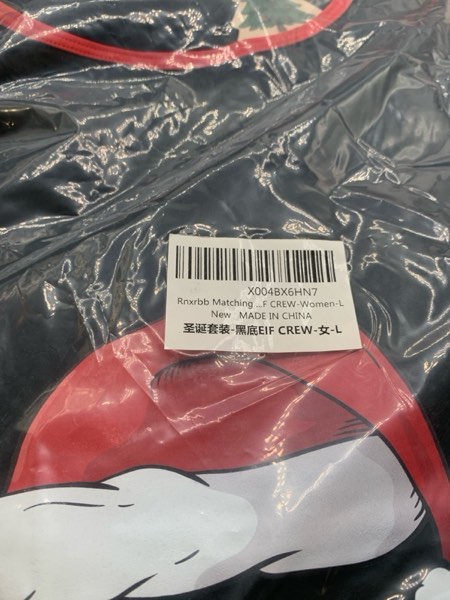 X004BX6HN7
Rnxrbb Matching ...F CREW-Women-L
New MADE IN CHINA
圣诞套装-黑底EIF CREW-女-L